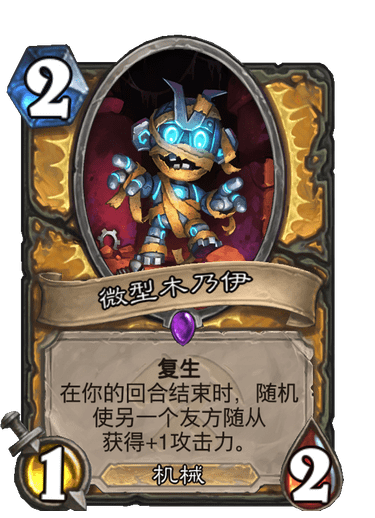 2
微型木乃伊
复生
在你的回合结束时，随机
使另一个友方随从
获得+1攻击力。
机械
1
2